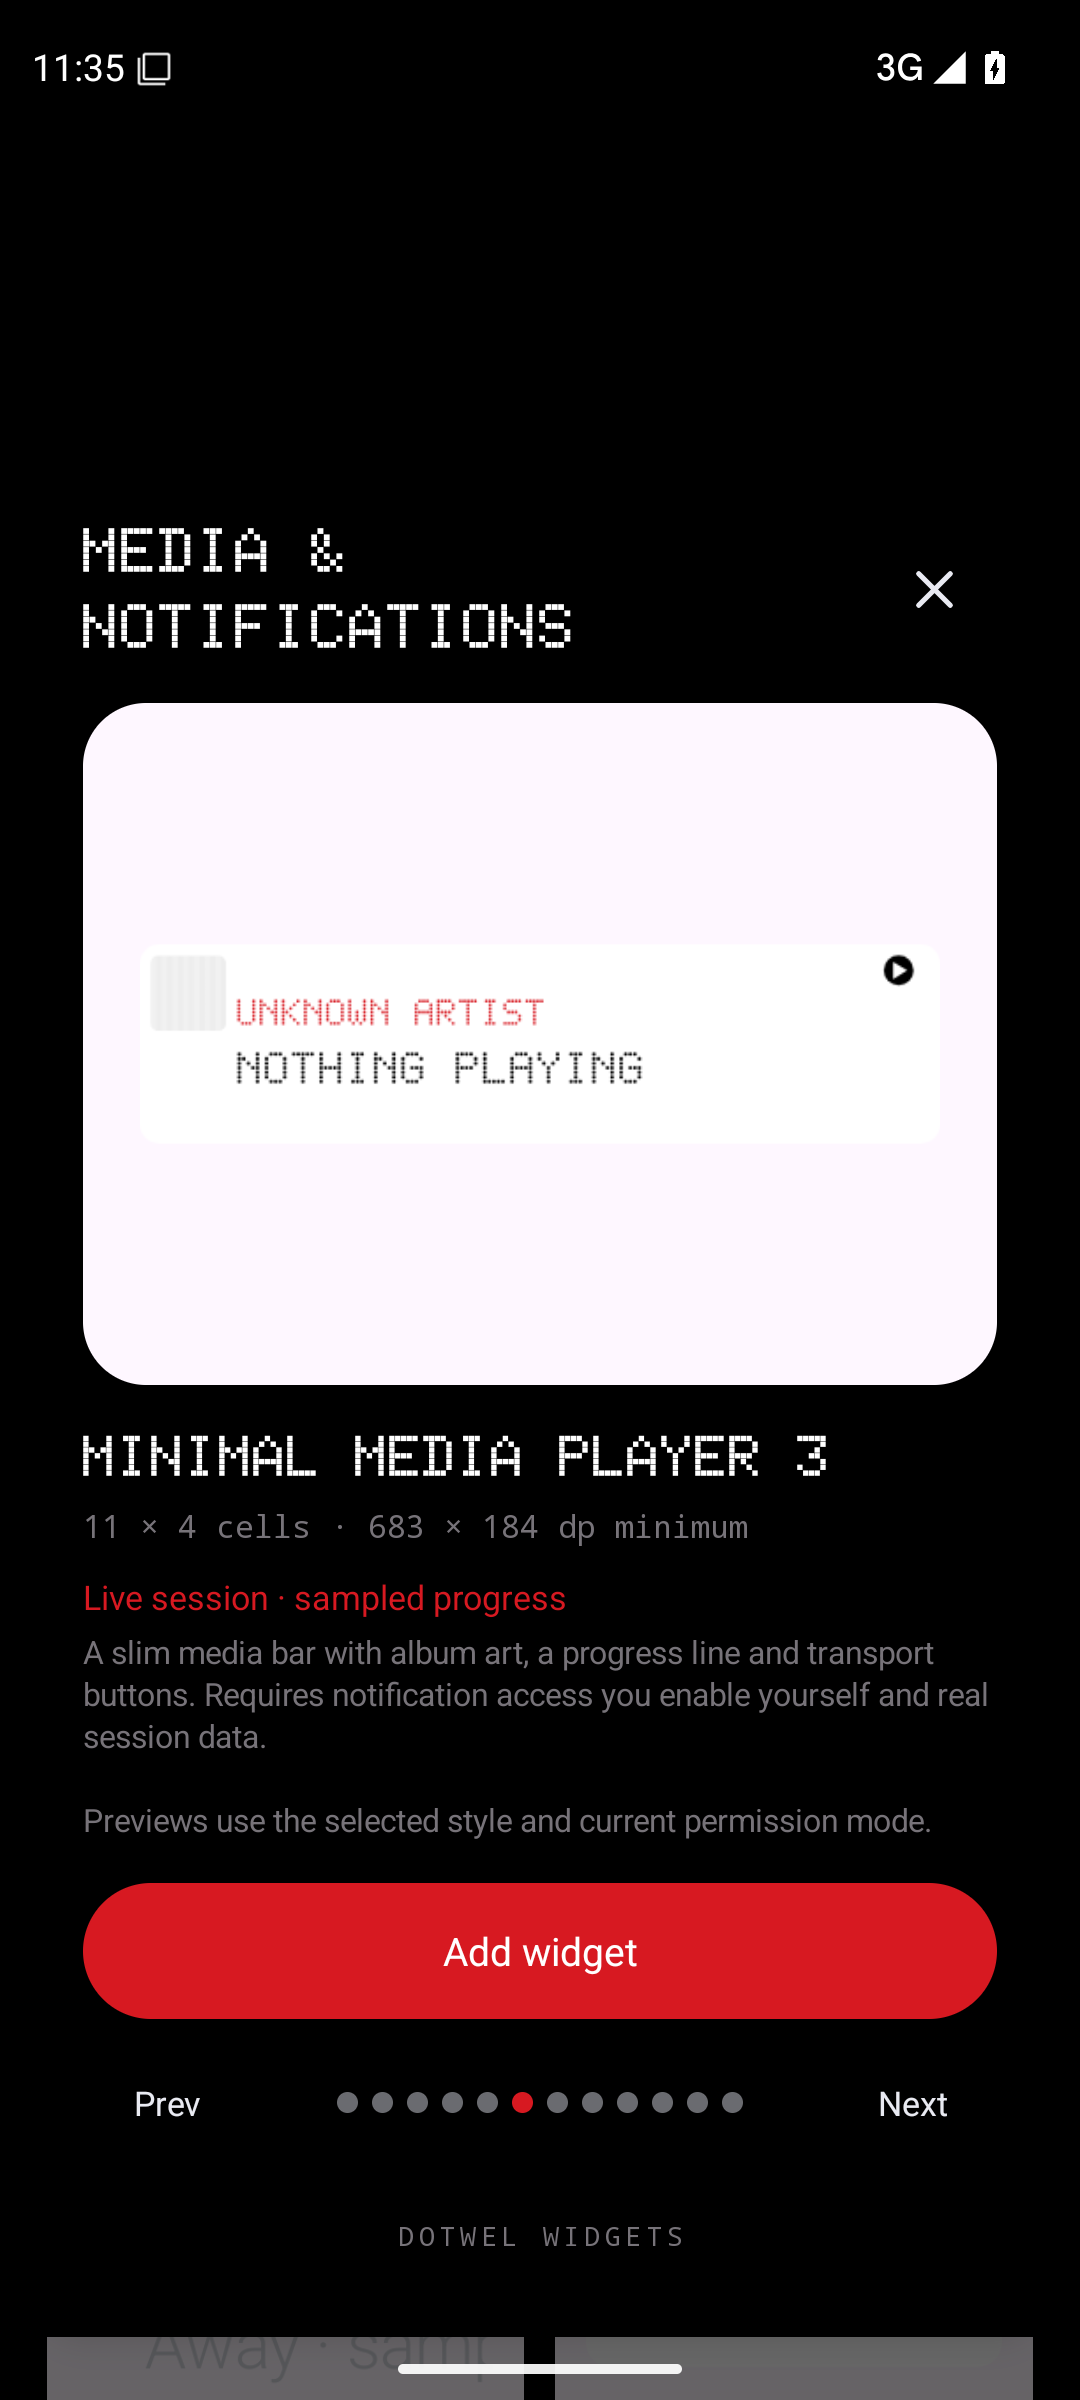 11:35
3G
MEDIA &
NOTIFICATIONS
UNKNOWN ARTIST
NOTHING PLAYING
MINIMAL MEDIA PLAYER 3
11 × 4 cells · 683 × 184 dp minimum
Live session · sampled progress
A slim media bar with album art, a progress line and transport
buttons. Requires notification access you enable yourself and real
session data.
Previews use the selected style and current permission mode.
Add widget
Prev
Next
DOTWEL WIDGETS
Away · samp